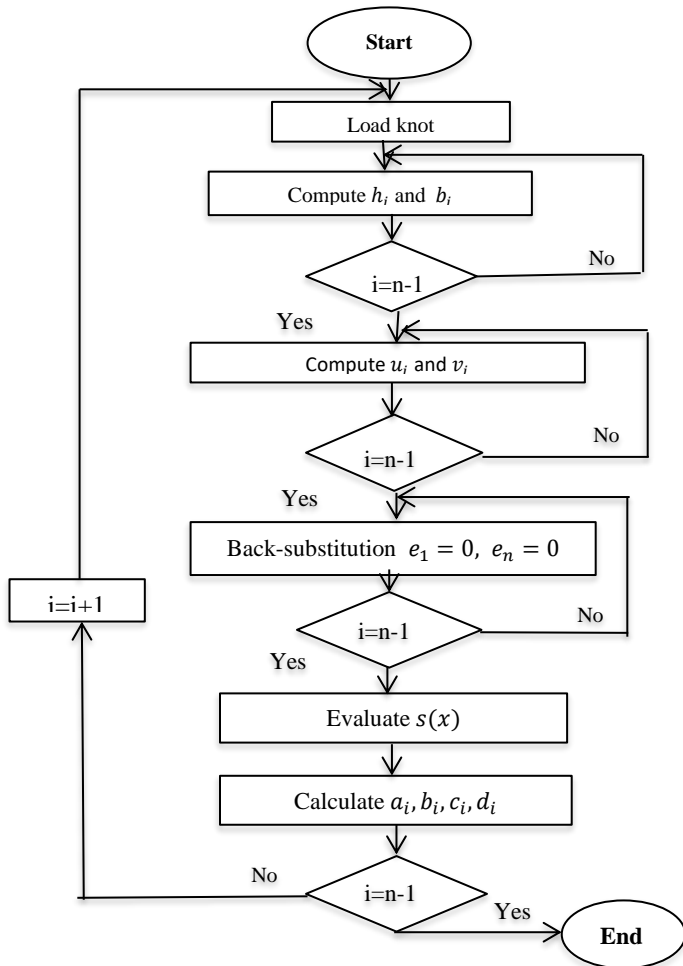 Start
Load knot
Compute hᵢ and bᵢ
i=n-1
No
Yes
Compute uᵢ and vᵢ
i=n-1
No
Yes
Back-substitution e₁ = 0, eₙ = 0
i=n-1
No
Yes
i=i+1
Evaluate s(x)
Calculate aᵢ, bᵢ, cᵢ, dᵢ
i=n-1
No
Yes
End